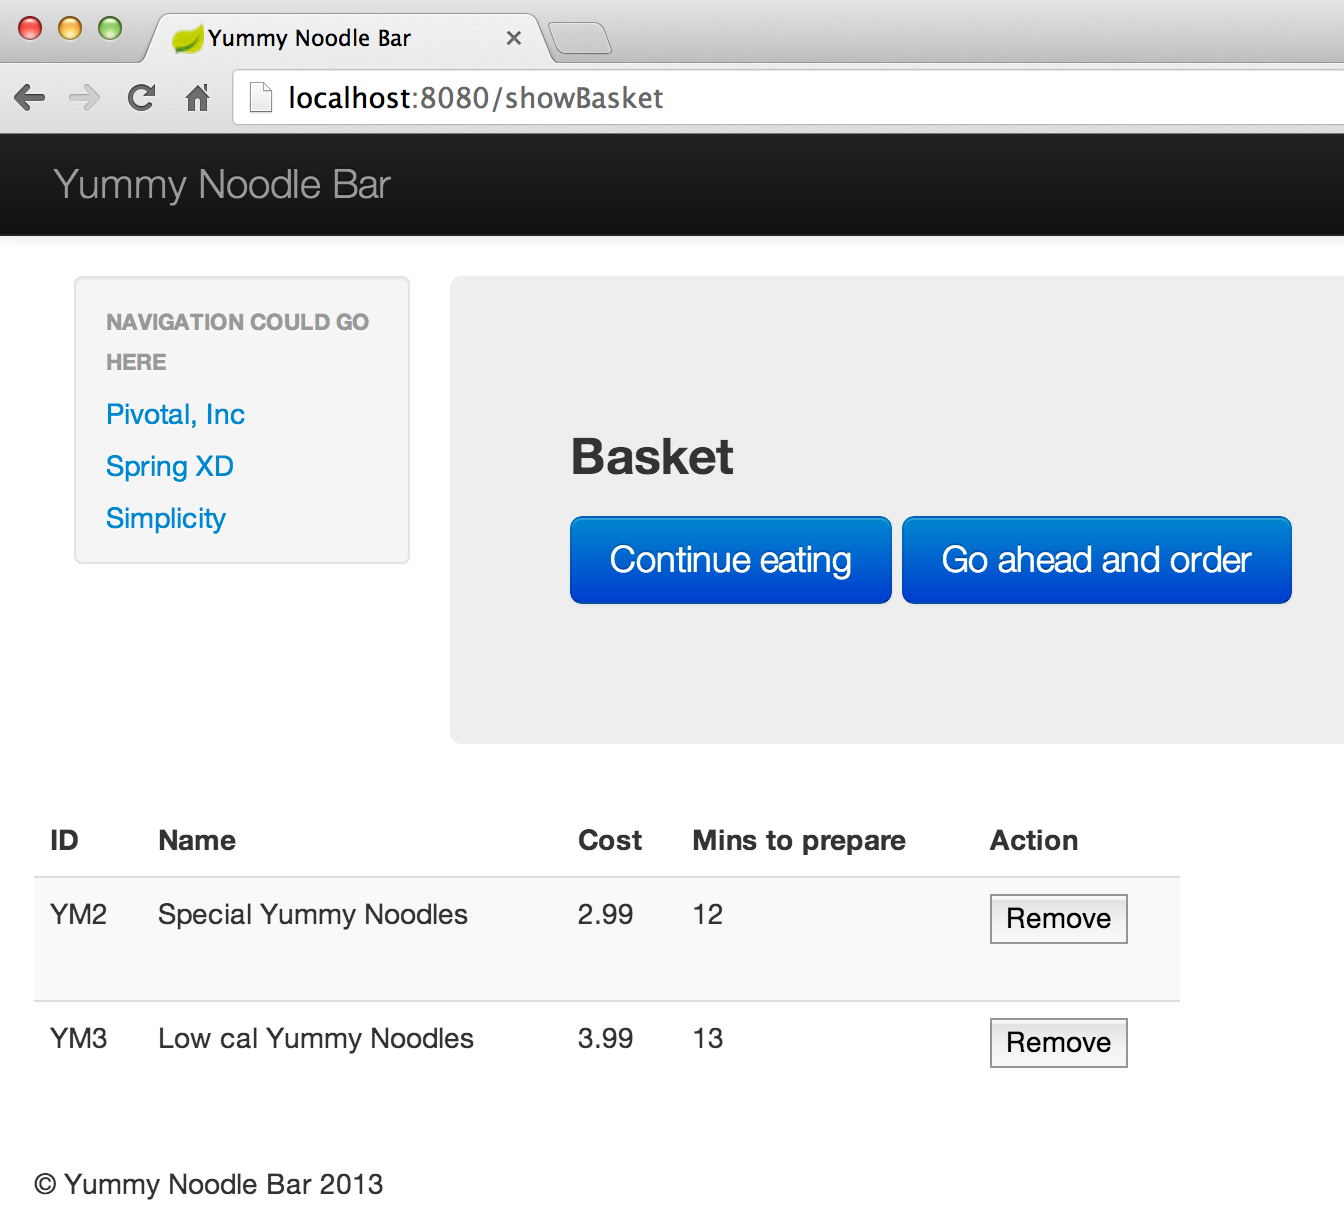 Yummy Noodle Bar
localhost:8080/showBasket
Yummy Noodle Bar
NAVIGATION COULD GO
HERE
Pivotal, Inc
Spring XD
Simplicity
Basket
Continue eating Go ahead and order
ID Name Cost Mins to prepare Action
YM2 Special Yummy Noodles 2.99 12 Remove
YM3 Low cal Yummy Noodles 3.99 13 Remove
© Yummy Noodle Bar 2013